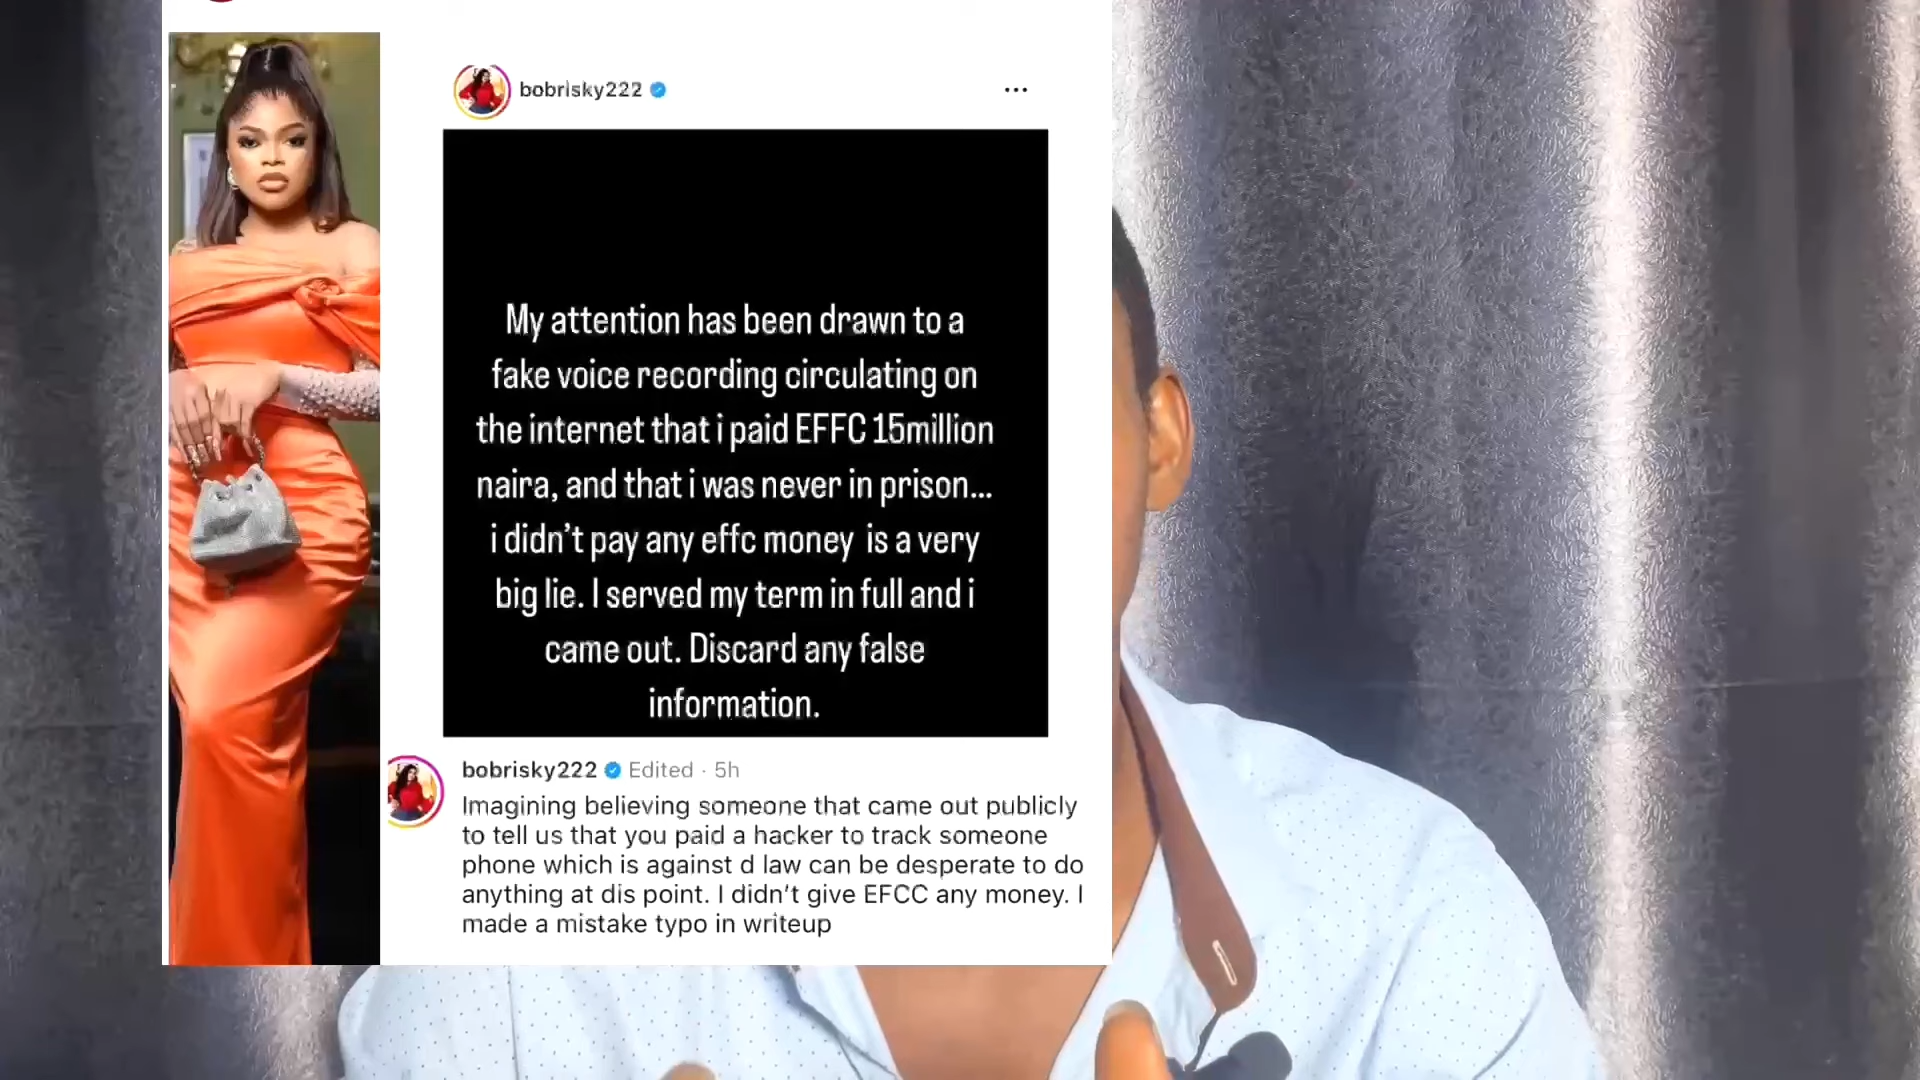 bobrisky222
My attention has been drawn to a
fake voice recording circulating on
the internet that i paid EFFC 15million
naira, and that i was never in prison...
i didn't pay any effc money is a very
big lie. I served my term in full and i
came out. Discard any false
information.
bobrisky222 Edited · 5h
Imagining believing someone that came out publicly
to tell us that you paid a hacker to track someone
phone which is against d law can be desperate to do
anything at dis point. I didn't give EFCC any money. I
made a mistake typo in writeup